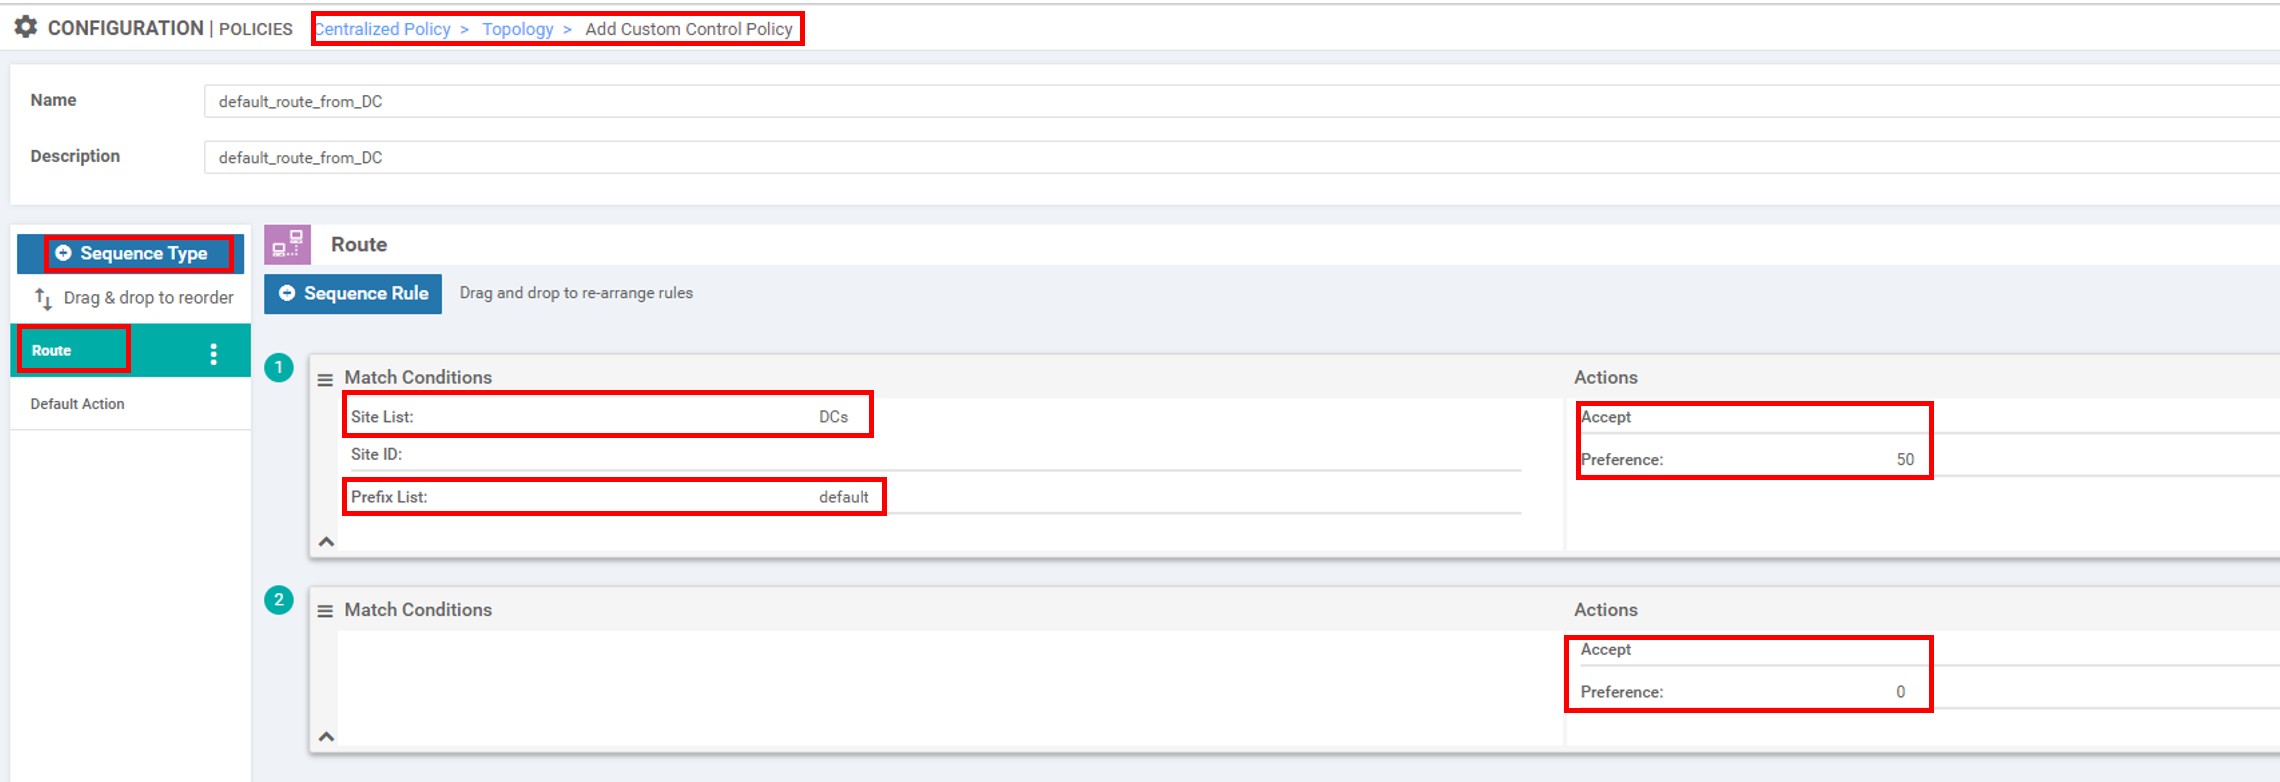 CONFIGURATION | POLICIES Centralized Policy > Topology > Add Custom Control Policy
Name default_route_from_DC
Description default_route_from_DC
Sequence Type
Drag & drop to reorder
Route
Default Action
Route
Sequence Rule Drag and drop to re-arrange rules
1 Match Conditions Actions
Site List: DCs Accept
Site ID: Preference: 50
Prefix List: default
2 Match Conditions Actions
Accept
Preference: 0